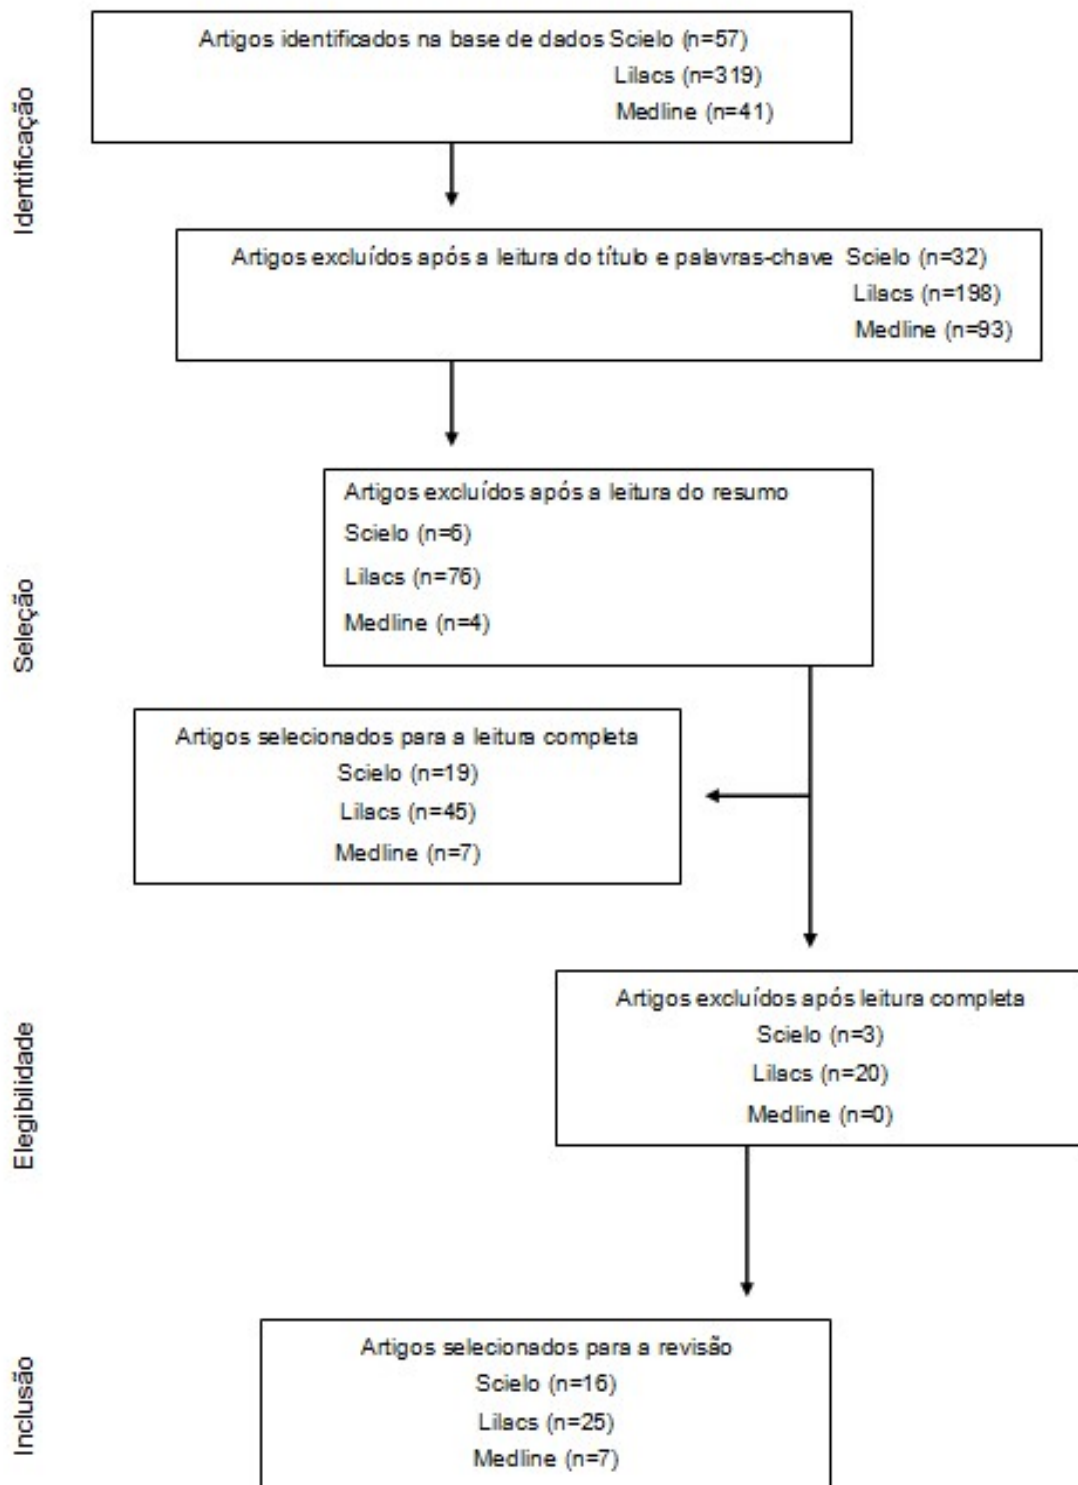 Identificação
Artigos identificados na base de dados Scielo (n=57)
Lilacs (n=319)
Medline (n=41)
Artigos excluídos após a leitura do título e palavras-chave Scielo (n=32)
Lilacs (n=198)
Medline (n=93)
Seleção
Artigos excluídos após a leitura do resumo
Scielo (n=6)
Lilacs (n=76)
Medline (n=4)
Artigos selecionados para a leitura completa
Scielo (n=19)
Lilacs (n=45)
Medline (n=7)
Elegibilidade
Artigos excluídos após leitura completa
Scielo (n=3)
Lilacs (n=20)
Medline (n=0)
Inclusão
Artigos selecionados para a revisão
Scielo (n=16)
Lilacs (n=25)
Medline (n=7)